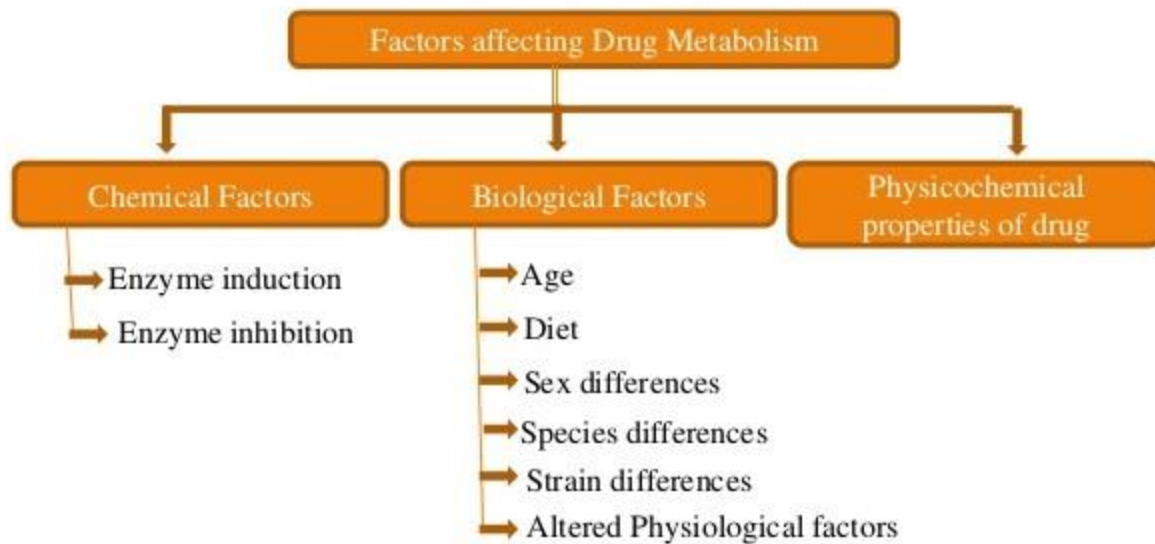 Factors affecting Drug Metabolism
Chemical Factors
Enzyme induction
Enzyme inhibition
Biological Factors
Age
Diet
Sex differences
Species differences
Strain differences
Altered Physiological factors
Physicochemical
properties of drug